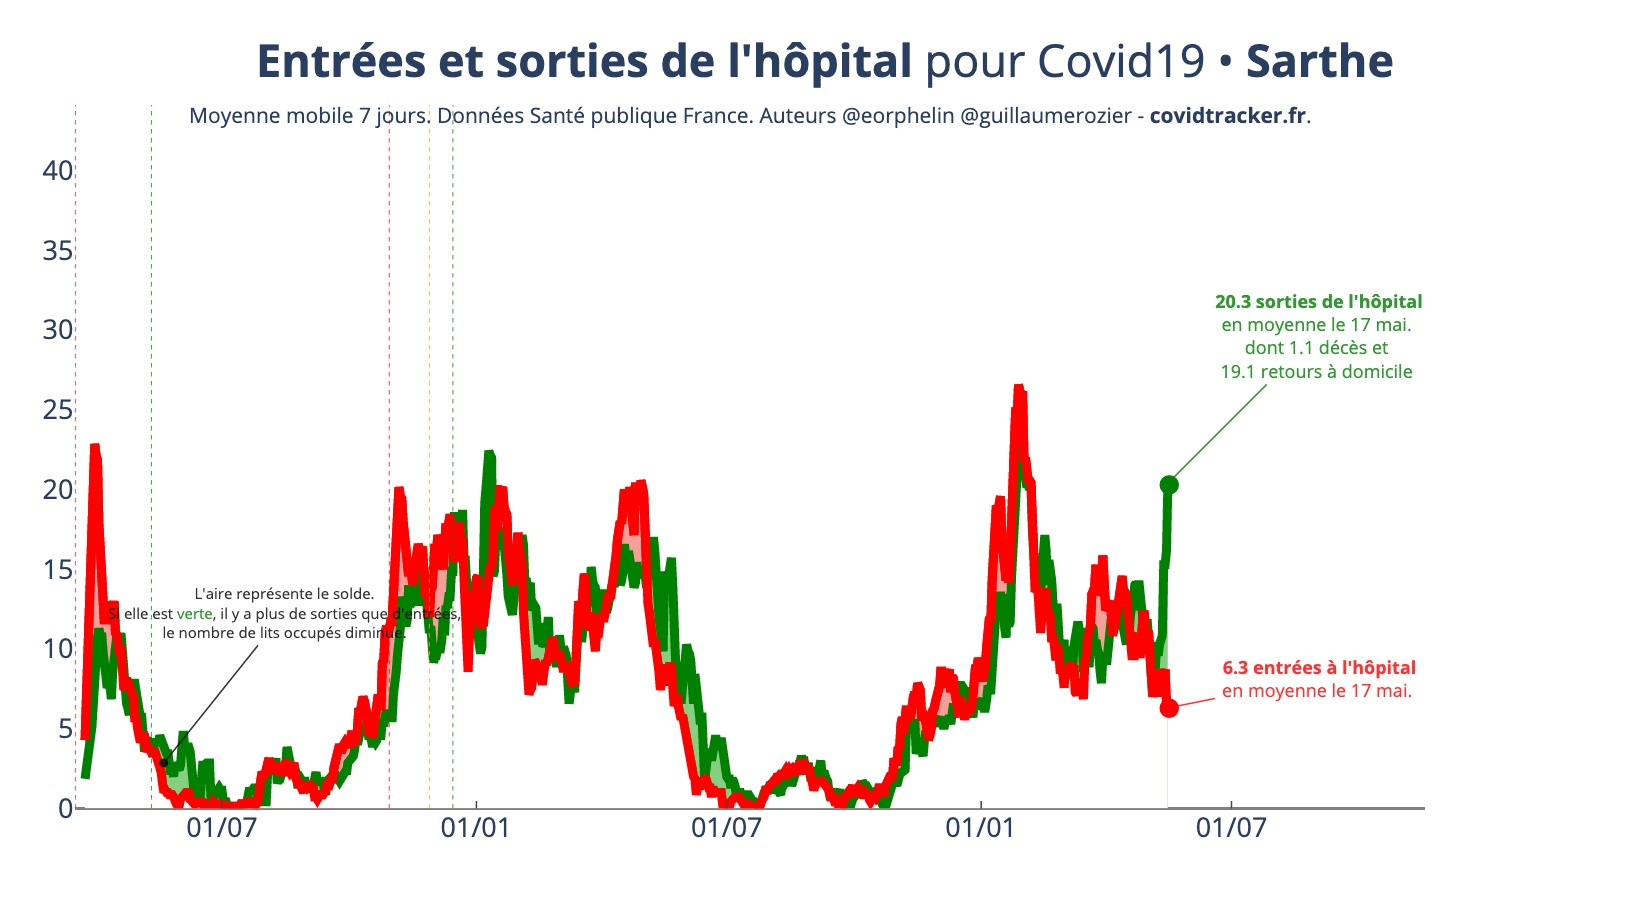 Entrées et sorties de l'hôpital pour Covid19 • Sarthe
Moyenne mobile 7 jours. Données Santé publique France. Auteurs @eorphelin @guillaumerozier - covidtracker.fr.
40
35
30
25
20
15
10
5
0
20.3 sorties de l'hôpital
en moyenne le 17 mai.
dont 1.1 décès et
19.1 retours à domicile
L'aire représente le solde.
Si elle est verte, il y a plus de sorties que d'entrées,
le nombre de lits occupés diminue.
6.3 entrées à l'hôpital
en moyenne le 17 mai.
01/07
01/01
01/07
01/01
01/07